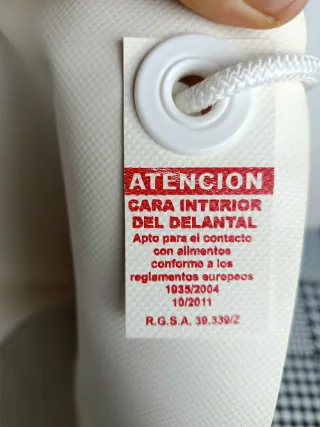 ATENCION
CARA INTERIOR
DEL DELANTAL
Apto para el contacto
con alimentos
conforme a los
reglamentos europeos
1935/2004
10/2011
R.G.S.A. 39.339/Z